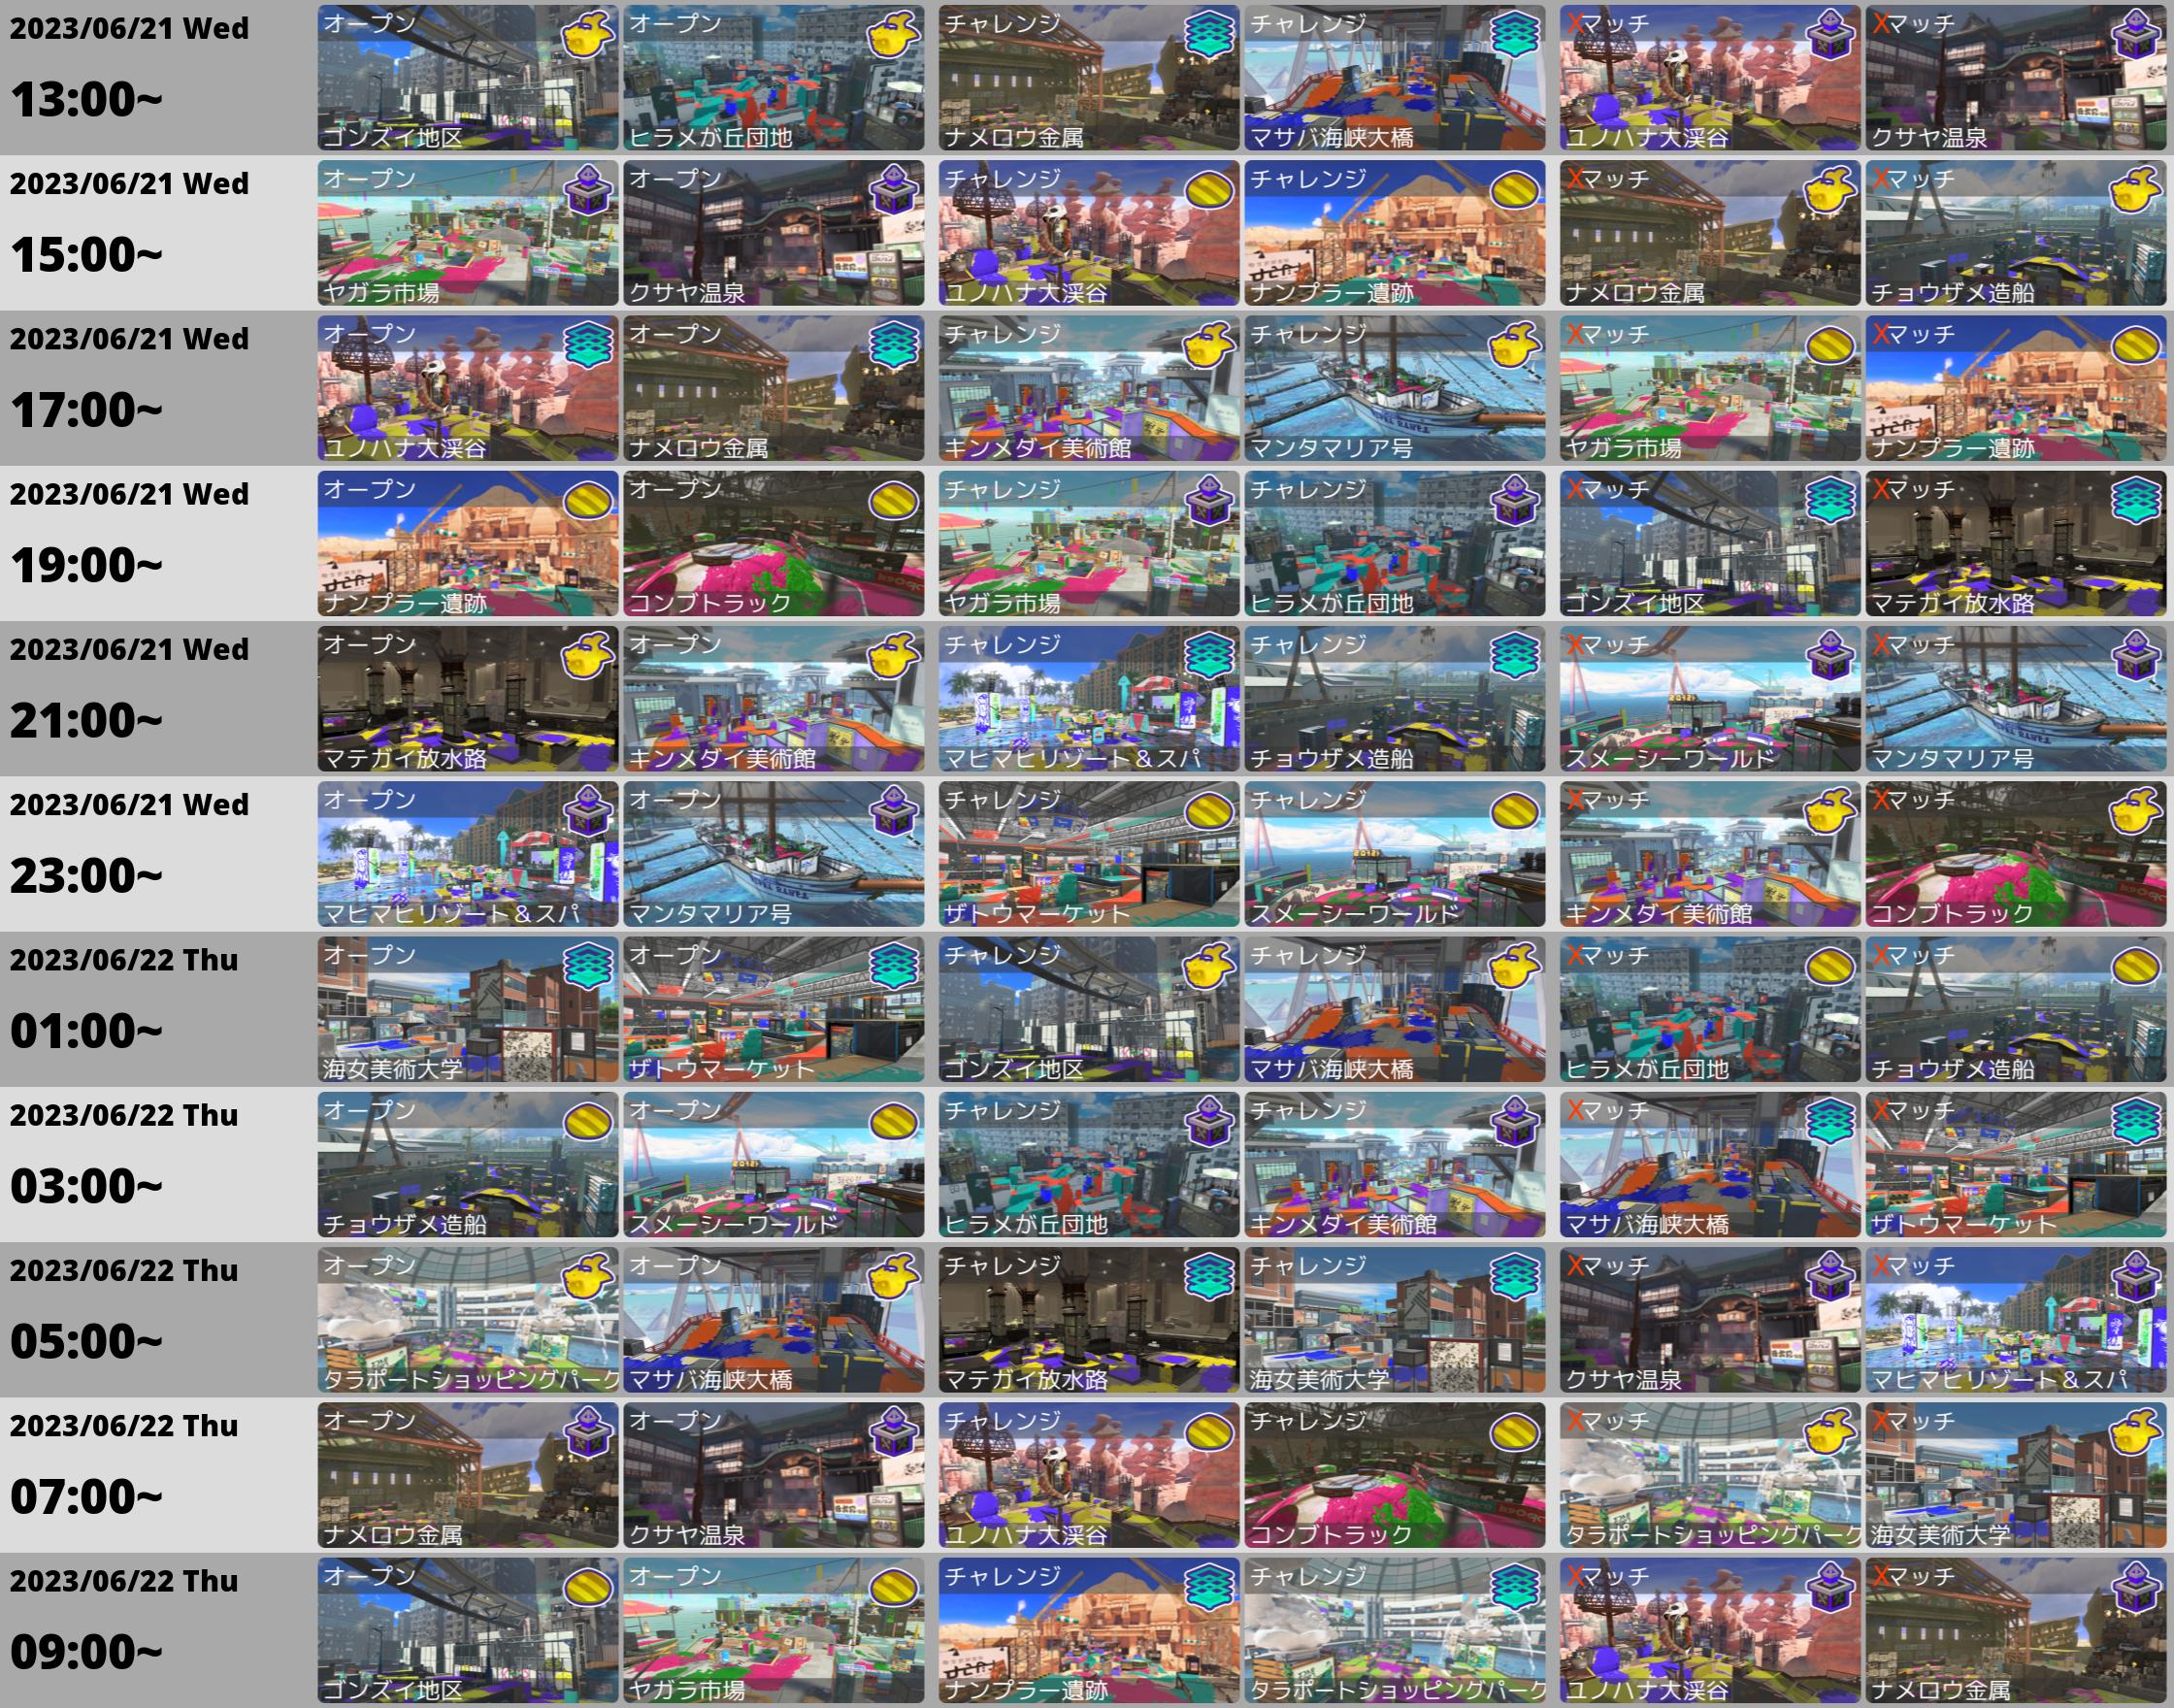 2023/06/21 Wed
13:00~
オープン
ゴンズイ地区
オープン
ヒラメが丘団地
チャレンジ
ナメロウ金属
チャレンジ
マサバ海峡大橋
Xマッチ
ユノハナ大渓谷
Xマッチ
クサヤ温泉
2023/06/21 Wed
15:00~
オープン
ヤガラ市場
オープン
クサヤ温泉
チャレンジ
ユノハナ大渓谷
チャレンジ
ナンプラー遺跡
Xマッチ
ナメロウ金属
Xマッチ
チョウザメ造船
2023/06/21 Wed
17:00~
オープン
ユノハナ大渓谷
オープン
ナメロウ金属
チャレンジ
キンメダイ美術館
チャレンジ
マンタマリア号
Xマッチ
ヤガラ市場
Xマッチ
ナンプラー遺跡
2023/06/21 Wed
19:00~
オープン
ナンプラー遺跡
オープン
コンブトラック
チャレンジ
ヤガラ市場
チャレンジ
ヒラメが丘団地
Xマッチ
ゴンズイ地区
Xマッチ
マテガイ放水路
2023/06/21 Wed
21:00~
オープン
マテガイ放水路
オープン
キンメダイ美術館
チャレンジ
マヒマヒリゾート&スパ
チャレンジ
チョウザメ造船
Xマッチ
スメーシーワールド
Xマッチ
マンタマリア号
2023/06/21 Wed
23:00~
オープン
マヒマヒリゾート&スパ
オープン
マンタマリア号
チャレンジ
ザトウマーケット
チャレンジ
スメーシーワールド
Xマッチ
キンメダイ美術館
Xマッチ
コンブトラック
2023/06/22 Thu
01:00~
オープン
海女美術大学
オープン
ザトウマーケット
チャレンジ
ゴンズイ地区
チャレンジ
マサバ海峡大橋
Xマッチ
ヒラメが丘団地
Xマッチ
チョウザメ造船
2023/06/22 Thu
03:00~
オープン
チョウザメ造船
オープン
スメーシーワールド
チャレンジ
ヒラメが丘団地
チャレンジ
キンメダイ美術館
Xマッチ
マサバ海峡大橋
Xマッチ
ザトウマーケット
2023/06/22 Thu
05:00~
オープン
タラポートショッピングパーク
オープン
マサバ海峡大橋
チャレンジ
マテガイ放水路
チャレンジ
海女美術大学
Xマッチ
クサヤ温泉
Xマッチ
マヒマヒリゾート&スパ
2023/06/22 Thu
07:00~
オープン
ナメロウ金属
オープン
クサヤ温泉
チャレンジ
ユノハナ大渓谷
チャレンジ
コンブトラック
Xマッチ
タラポートショッピングパーク
Xマッチ
海女美術大学
2023/06/22 Thu
09:00~
オープン
ゴンズイ地区
オープン
ヤガラ市場
チャレンジ
ナンプラー遺跡
チャレンジ
タラポートショッピングパーク
Xマッチ
ユノハナ大渓谷
Xマッチ
ナメロウ金属